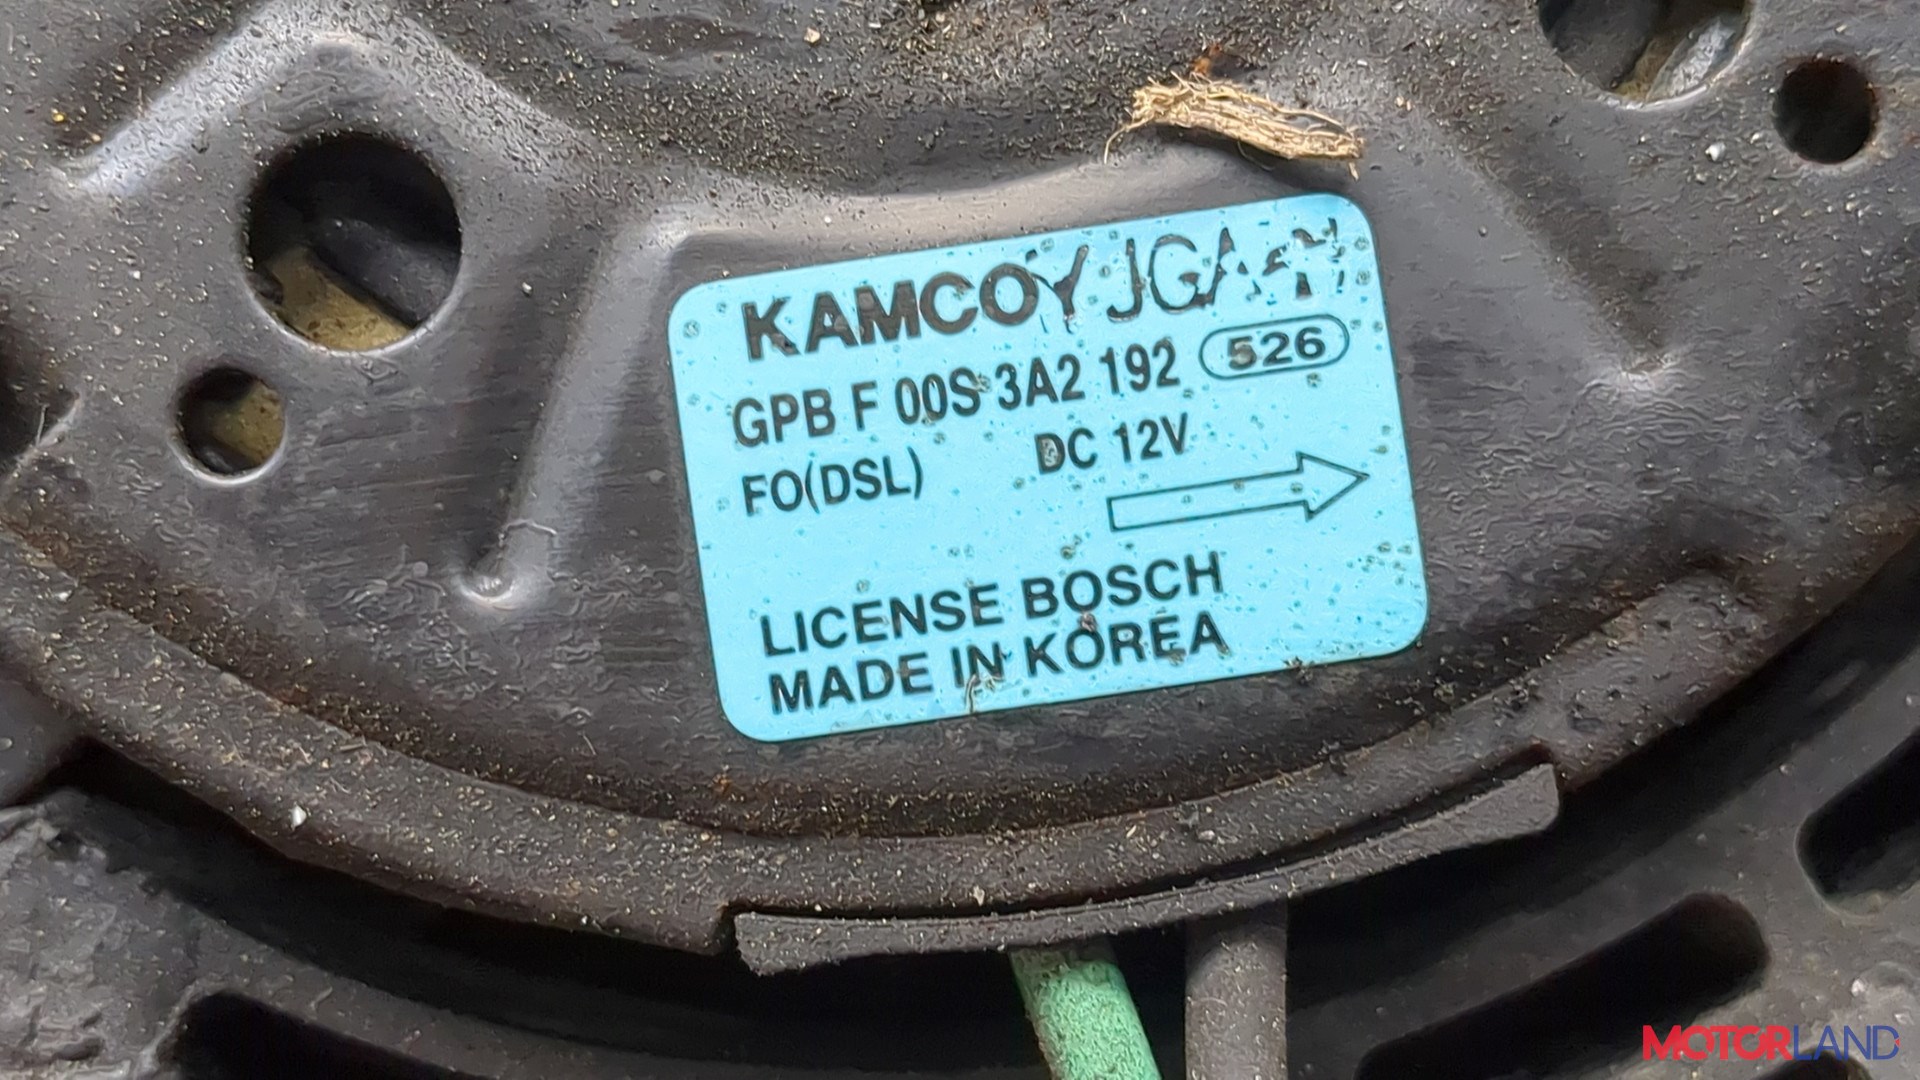 KAMCO
GPB F 00S 3A2 192 526
FO(DSL) DC 12V
LICENSE BOSCH
MADE IN KOREA
MOTORLAND